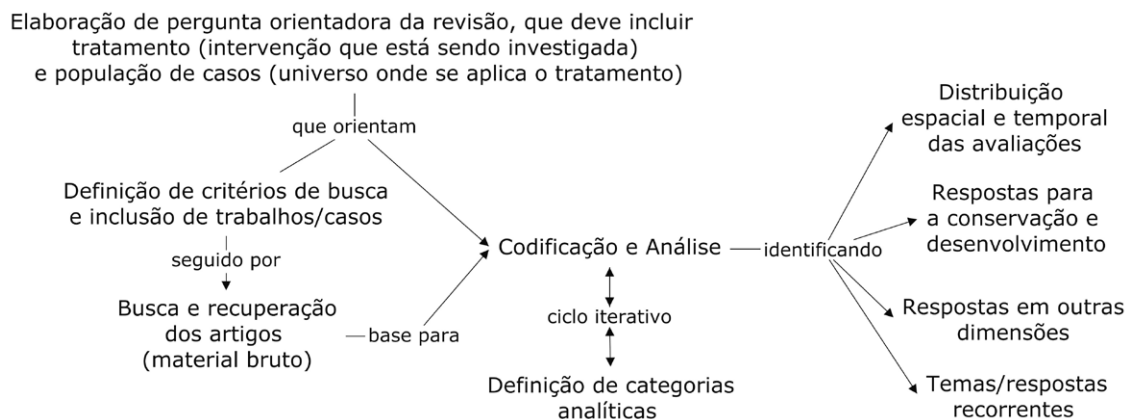 Elaboração de pergunta orientadora da revisão, que deve incluir
tratamento (intervenção que está sendo investigada)
e população de casos (universo onde se aplica o tratamento)
que orientam
Definição de critérios de busca
e inclusão de trabalhos/casos
seguido por
Busca e recuperação
dos artigos
(material bruto)
base para
Codificação e Análise
ciclo iterativo
Definição de categorias
analíticas
identificando
Distribuição
espacial e temporal
das avaliações
Respostas para
a conservação e
desenvolvimento
Respostas em outras
dimensões
Temas/respostas
recorrentes